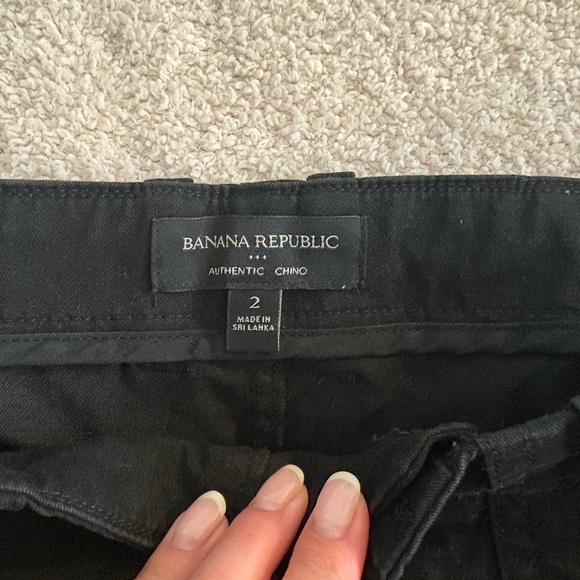 BANANA REPUBLIC
AUTHENTIC CHINO
2
MADE IN
SRI LANKA